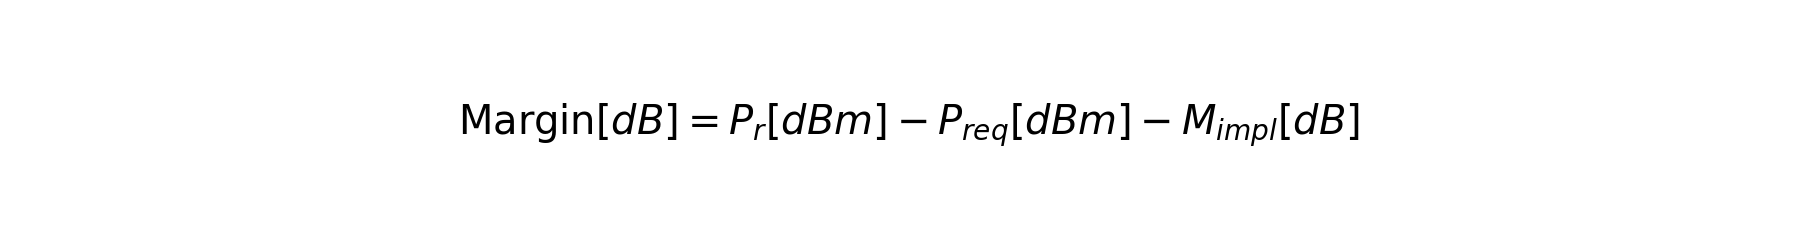 Margin[dB] = P_r[dBm] − P_req[dBm] − M_impl[dB]